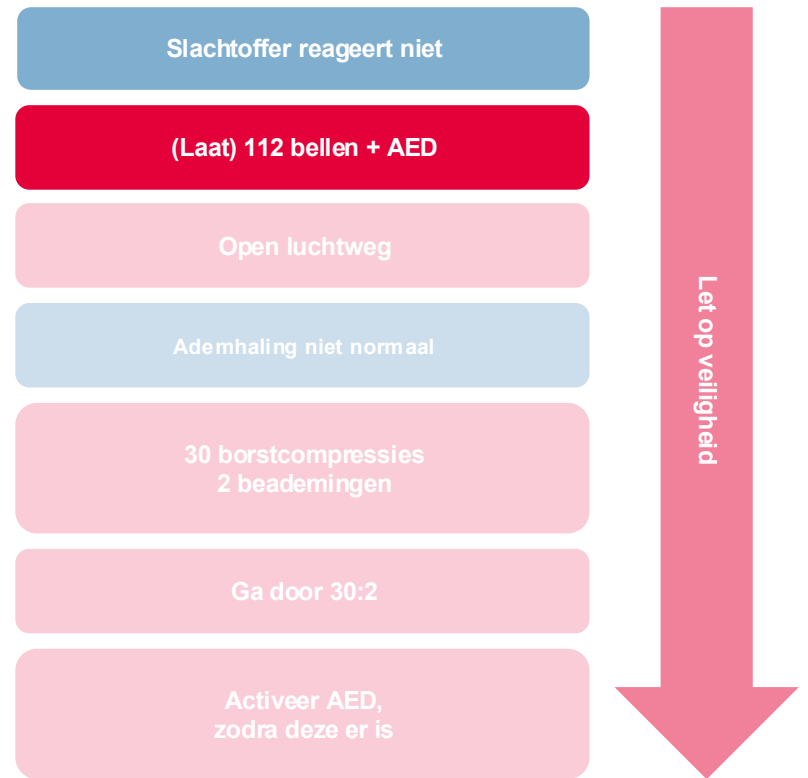 Slachtoffer reageert niet
(Laat) 112 bellen + AED
Open luchtweg
Ademhaling niet normaal
30 borstcompressies
2 beademingen
Ga door 30:2
Activeer AED,
zodra deze er is
Let op veiligheid